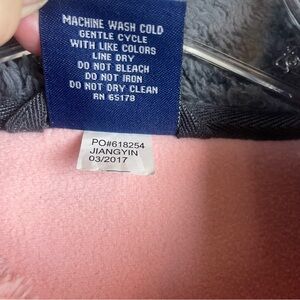 MACHINE WASH COLD
GENTLE CYCLE
WITH LIKE COLORS
LINE DRY
DO NOT BLEACH
DO NOT IRON
DO NOT DRY CLEAN
RN 65178
PO#618254
JIANGYIN
03/2017